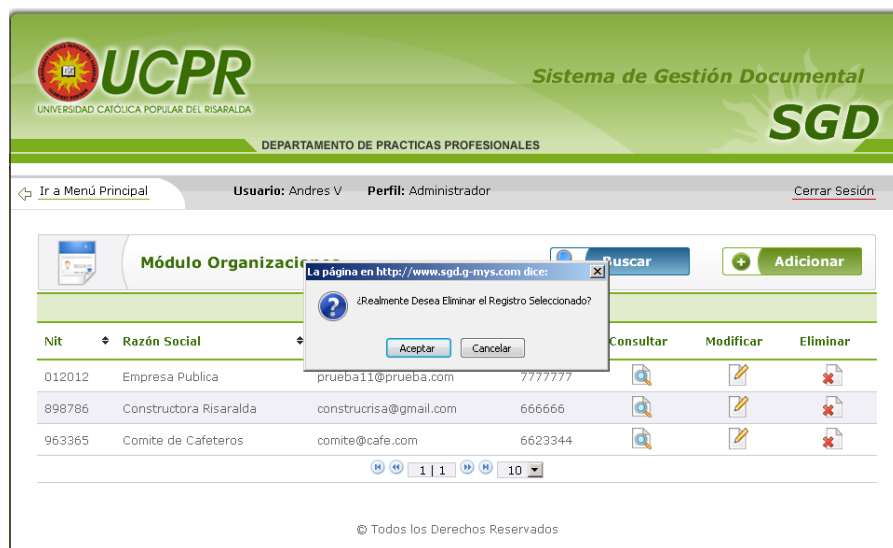 UCPR
UNIVERSIDAD CATÓLICA POPULAR DEL RISARALDA
Sistema de Gestión Documental
SGD
DEPARTAMENTO DE PRACTICAS PROFESIONALES
Ir a Menú Principal Usuario: Andres V Perfil: Administrador Cerrar Sesión
Módulo Organizaciones Buscar Adicionar
La página en http://www.sgd.g-mys.com dice:
¿Realmente Desea Eliminar el Registro Seleccionado?
Aceptar Cancelar
Nit Razón Social Consultar Modificar Eliminar
012012 Empresa Publica prueba11@prueba.com 7777777
898786 Constructora Risaralda construcrisa@gmail.com 666666
963365 Comite de Cafeteros comite@cafe.com 6623344
1 | 1 10
© Todos los Derechos Reservados